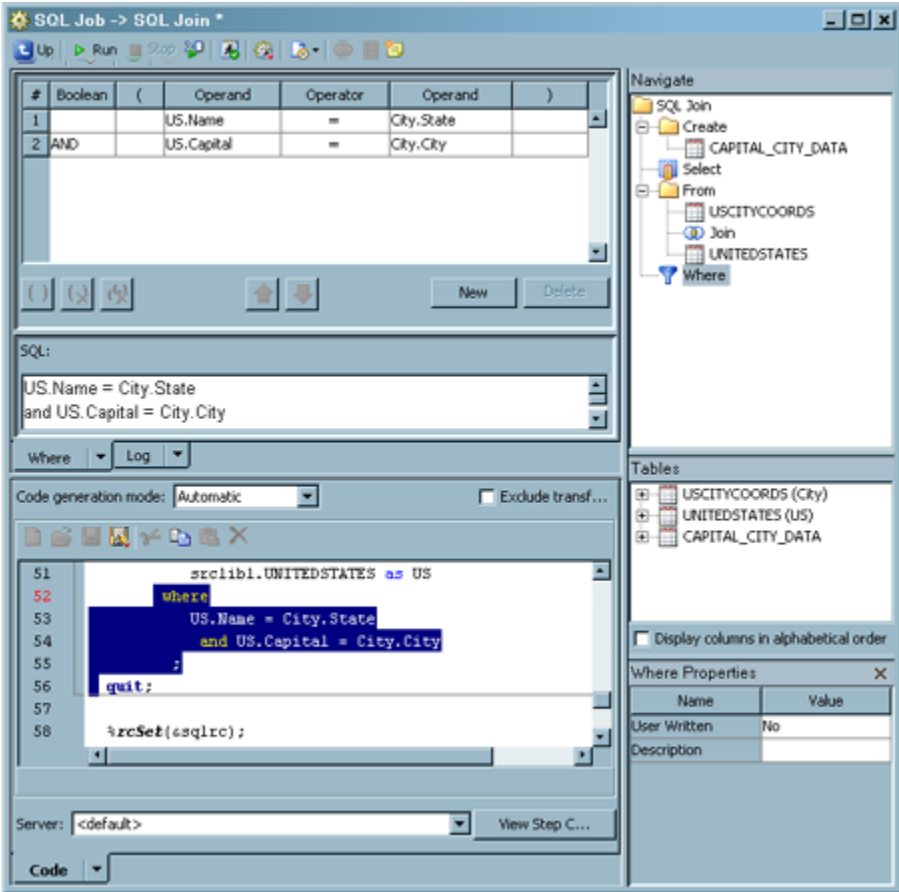 SQL Job -> SQL Join *
Up Run Stop
# Boolean ( Operand Operator Operand )
1 US.Name = City.State
2 AND US.Capital = City.City
( )
New Delete
SQL:
US.Name = City.State
and US.Capital = City.City
Where Log
Code generation mode: Automatic Exclude transf...
51 srclibl.UNITEDSTATES as US
52 where
53 US.Name = City.State
54 and US.Capital = City.City
55 ;
56 quit;
57
58 %rcSet(&sqlrc);
Server: <default> View Step C...
Code
Navigate
SQL Join
Create
CAPITAL_CITY_DATA
Select
From
USCITYCOORDS
Join
UNITEDSTATES
Where
Tables
USCITYCOORDS (City)
UNITEDSTATES (US)
CAPITAL_CITY_DATA
Display columns in alphabetical order
Where Properties
Name Value
User Written No
Description